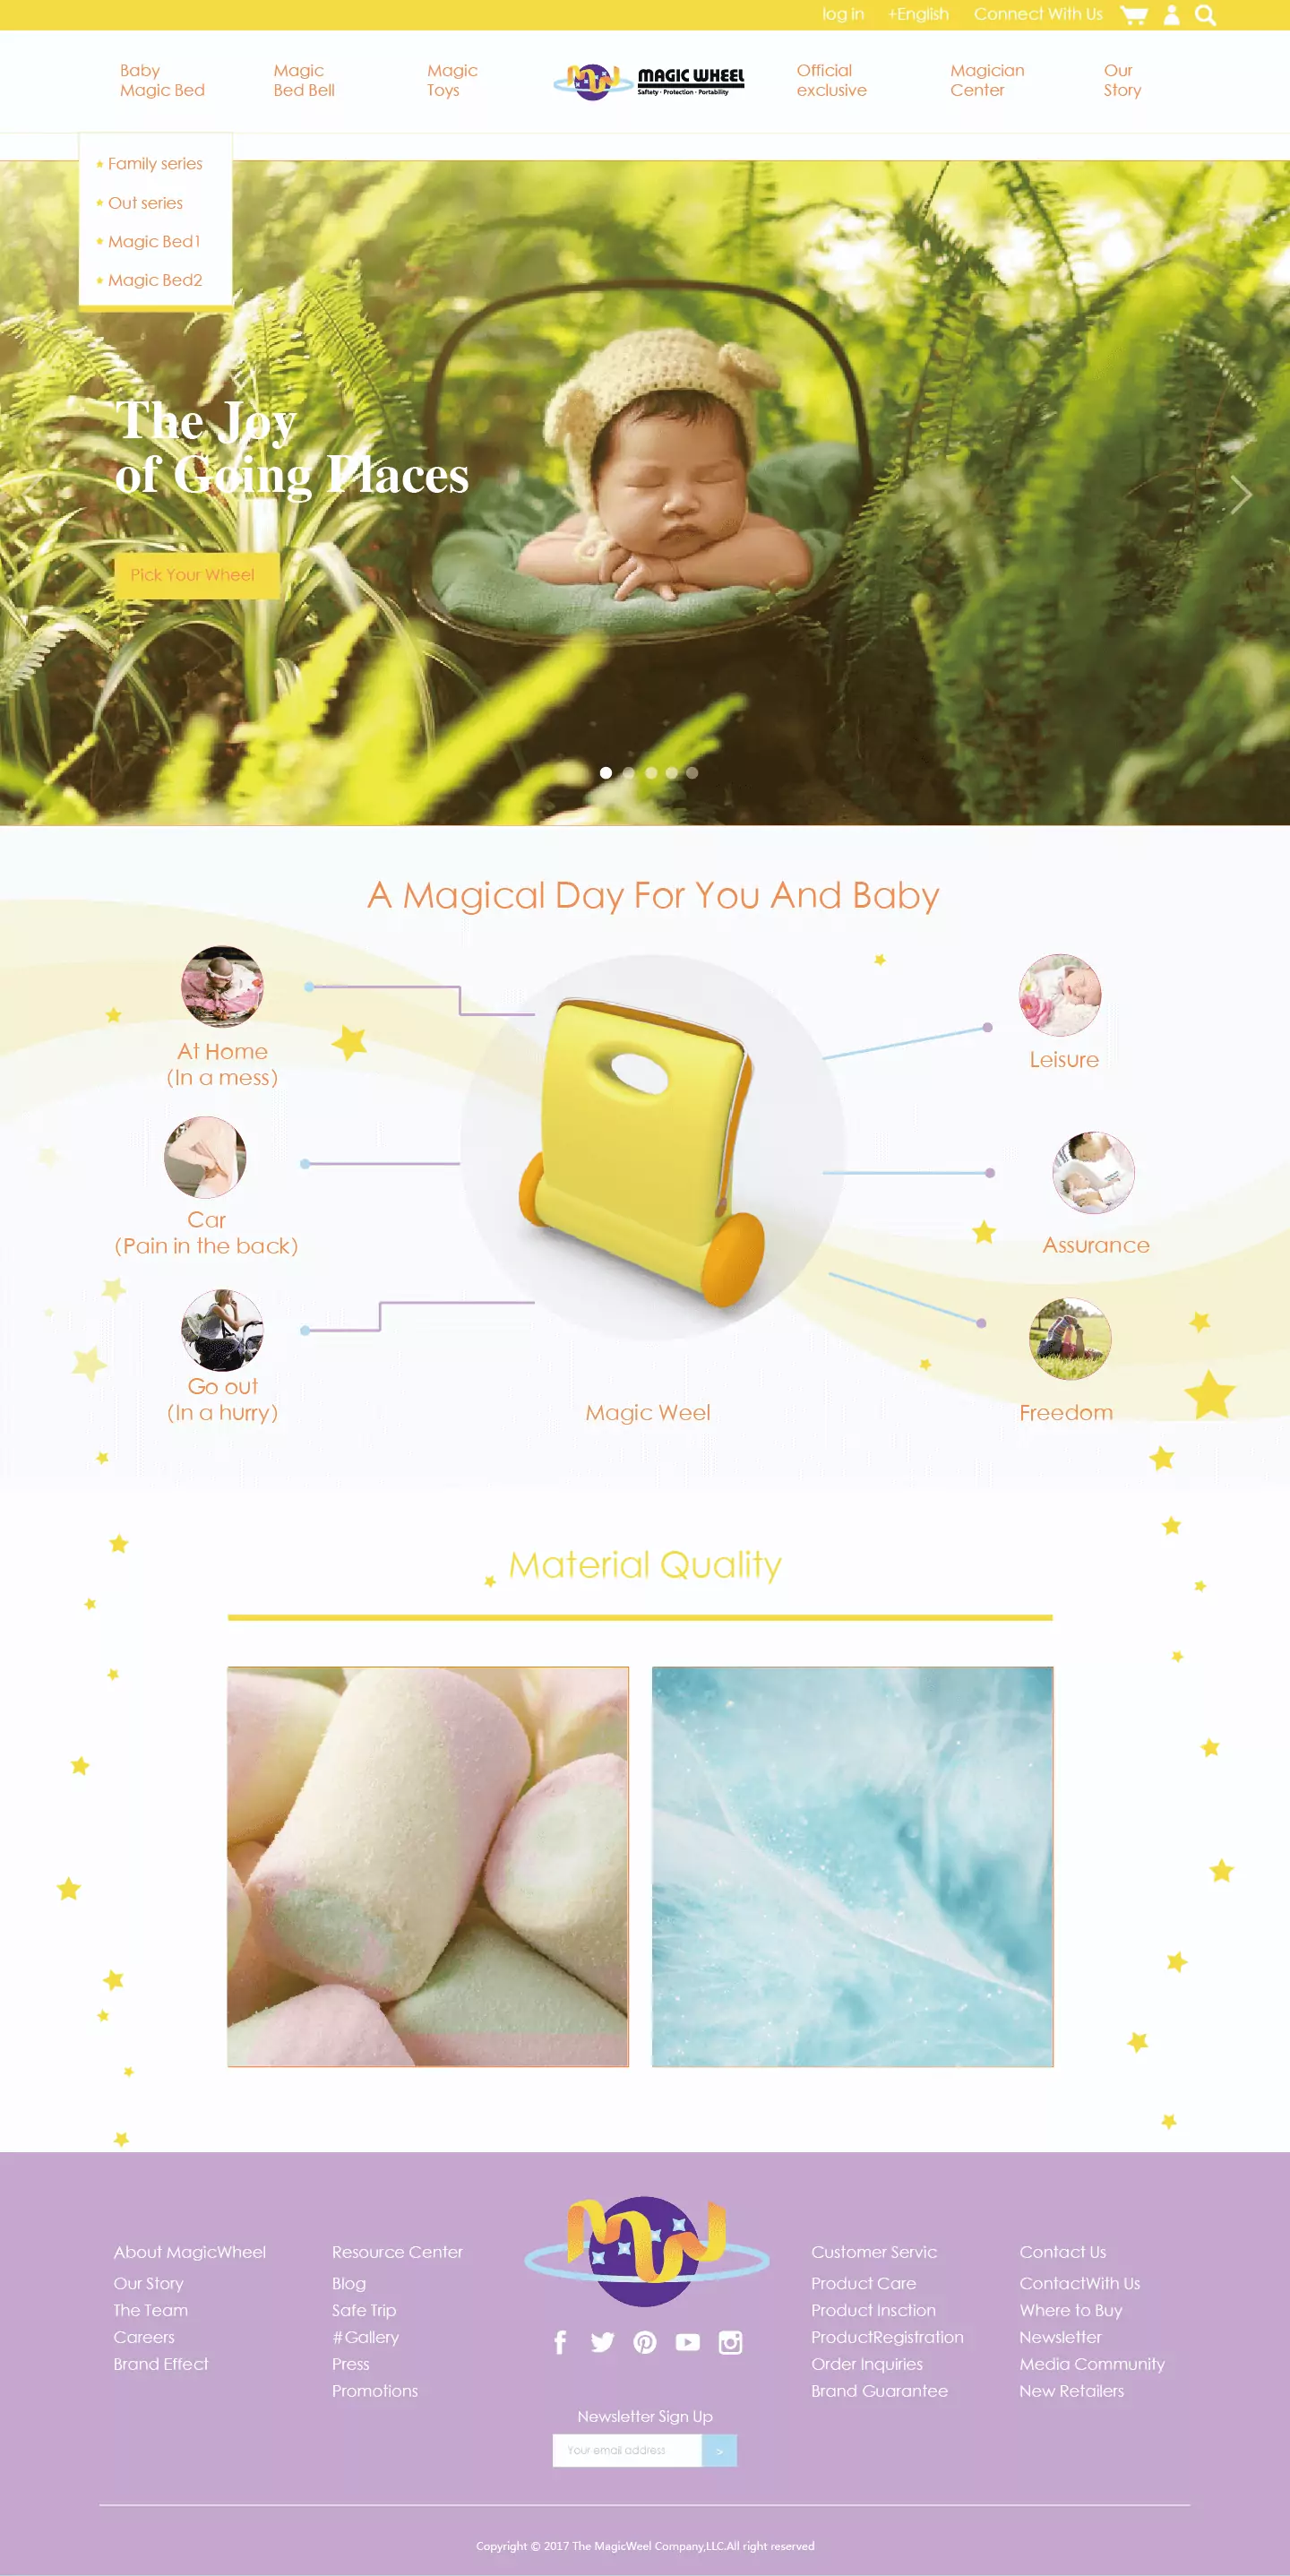 log in +English Connect With Us
Baby
Magic Bed
Magic
Bed Bell
Magic
Toys
MAGIC WHEEL
Saftety · Protection · Portability
Official
exclusive
Magician
Center
Our
Story
Family series
Out series
Magic Bed1
Magic Bed2
The Joy
of Going Places
Pick Your Wheel
A Magical Day For You And Baby
At Home
(In a mess)
Car
(Pain in the back)
Go out
(In a hurry)
Magic Weel
Leisure
Assurance
Freedom
Material Quality
About MagicWheel
Our Story
The Team
Careers
Brand Effect
Resource Center
Blog
Safe Trip
#Gallery
Press
Promotions
MW
Newsletter Sign Up
Your email address >
Customer Servic
Product Care
Product Insction
ProductRegistration
Order Inquiries
Brand Guarantee
Contact Us
ContactWith Us
Where to Buy
Newsletter
Media Community
New Retailers
Copyright © 2017 The MagicWeel Company,LLC.All right reserved